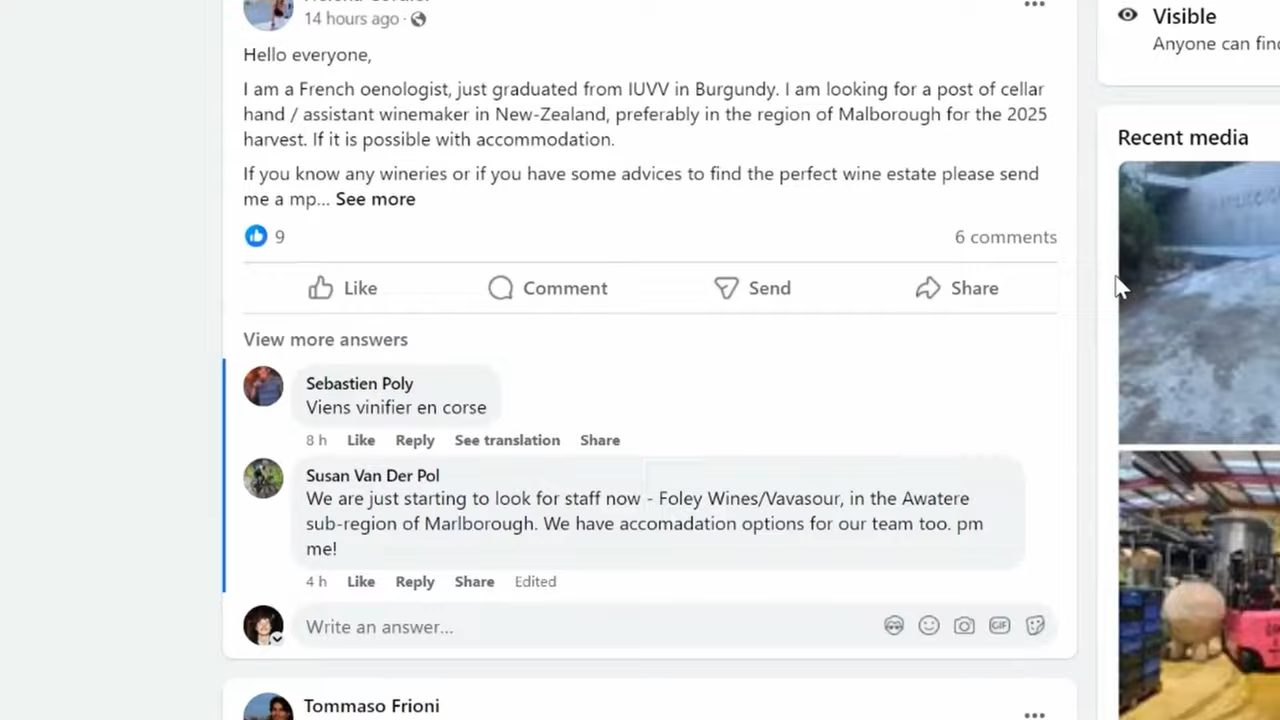 14 hours ago ·
Visible
Anyone can find
Hello everyone,
I am a French oenologist, just graduated from IUVV in Burgundy. I am looking for a post of cellar
hand / assistant winemaker in New-Zealand, preferably in the region of Malborough for the 2025
harvest. If it is possible with accommodation.
If you know any wineries or if you have some advices to find the perfect wine estate please send
me a mp... See more
9
6 comments
Like Comment Send Share
View more answers
Sebastien Poly
Viens vinifier en corse
8 h Like Reply See translation Share
Susan Van Der Pol
We are just starting to look for staff now - Foley Wines/Vavasour, in the Awatere
sub-region of Marlborough. We have accomadation options for our team too. pm
me!
4 h Like Reply Share Edited
Write an answer...
GIF
Tommaso Frioni
Recent media